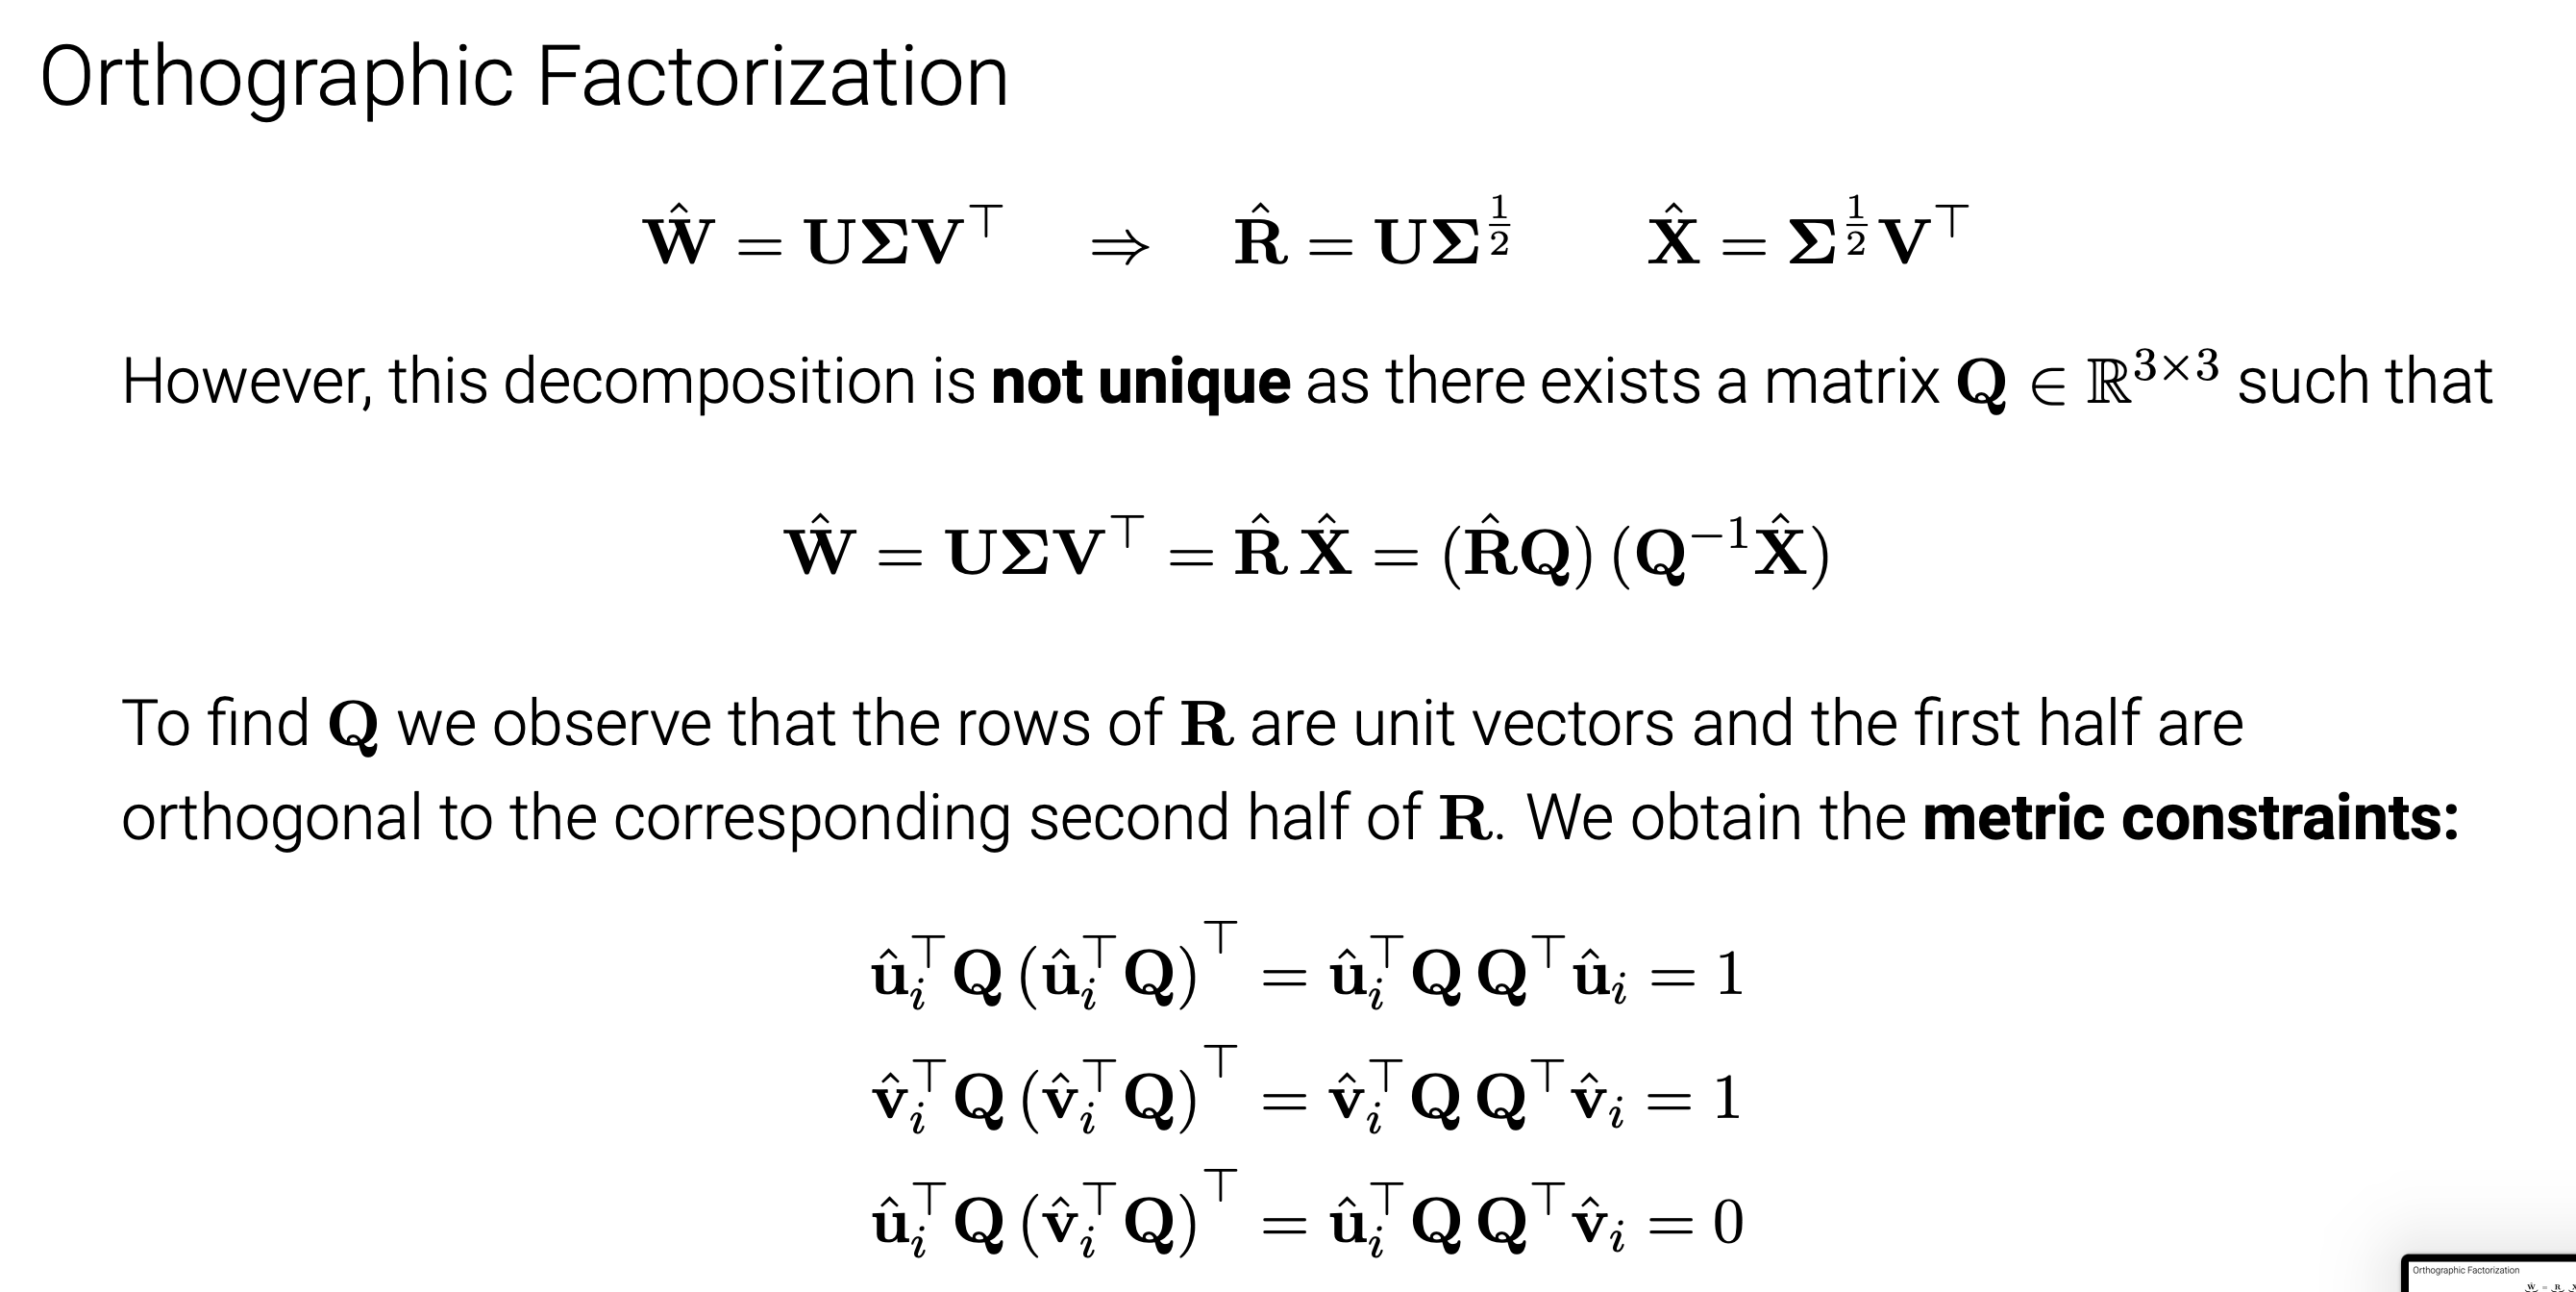 Orthographic Factorization
Ŵ = UΣV⊤ ⇒ R̂ = UΣ^{1/2} X̂ = Σ^{1/2}V⊤
However, this decomposition is not unique as there exists a matrix Q ∈ ℝ^{3×3} such that
Ŵ = UΣV⊤ = R̂ X̂ = (R̂Q) (Q^{−1}X̂)
To find Q we observe that the rows of R are unit vectors and the first half are
orthogonal to the corresponding second half of R. We obtain the metric constraints:
û_i⊤Q (û_i⊤Q)⊤ = û_i⊤Q Q⊤û_i = 1
v̂_i⊤Q (v̂_i⊤Q)⊤ = v̂_i⊤Q Q⊤v̂_i = 1
û_i⊤Q (v̂_i⊤Q)⊤ = û_i⊤Q Q⊤v̂_i = 0
Orthographic Factorization